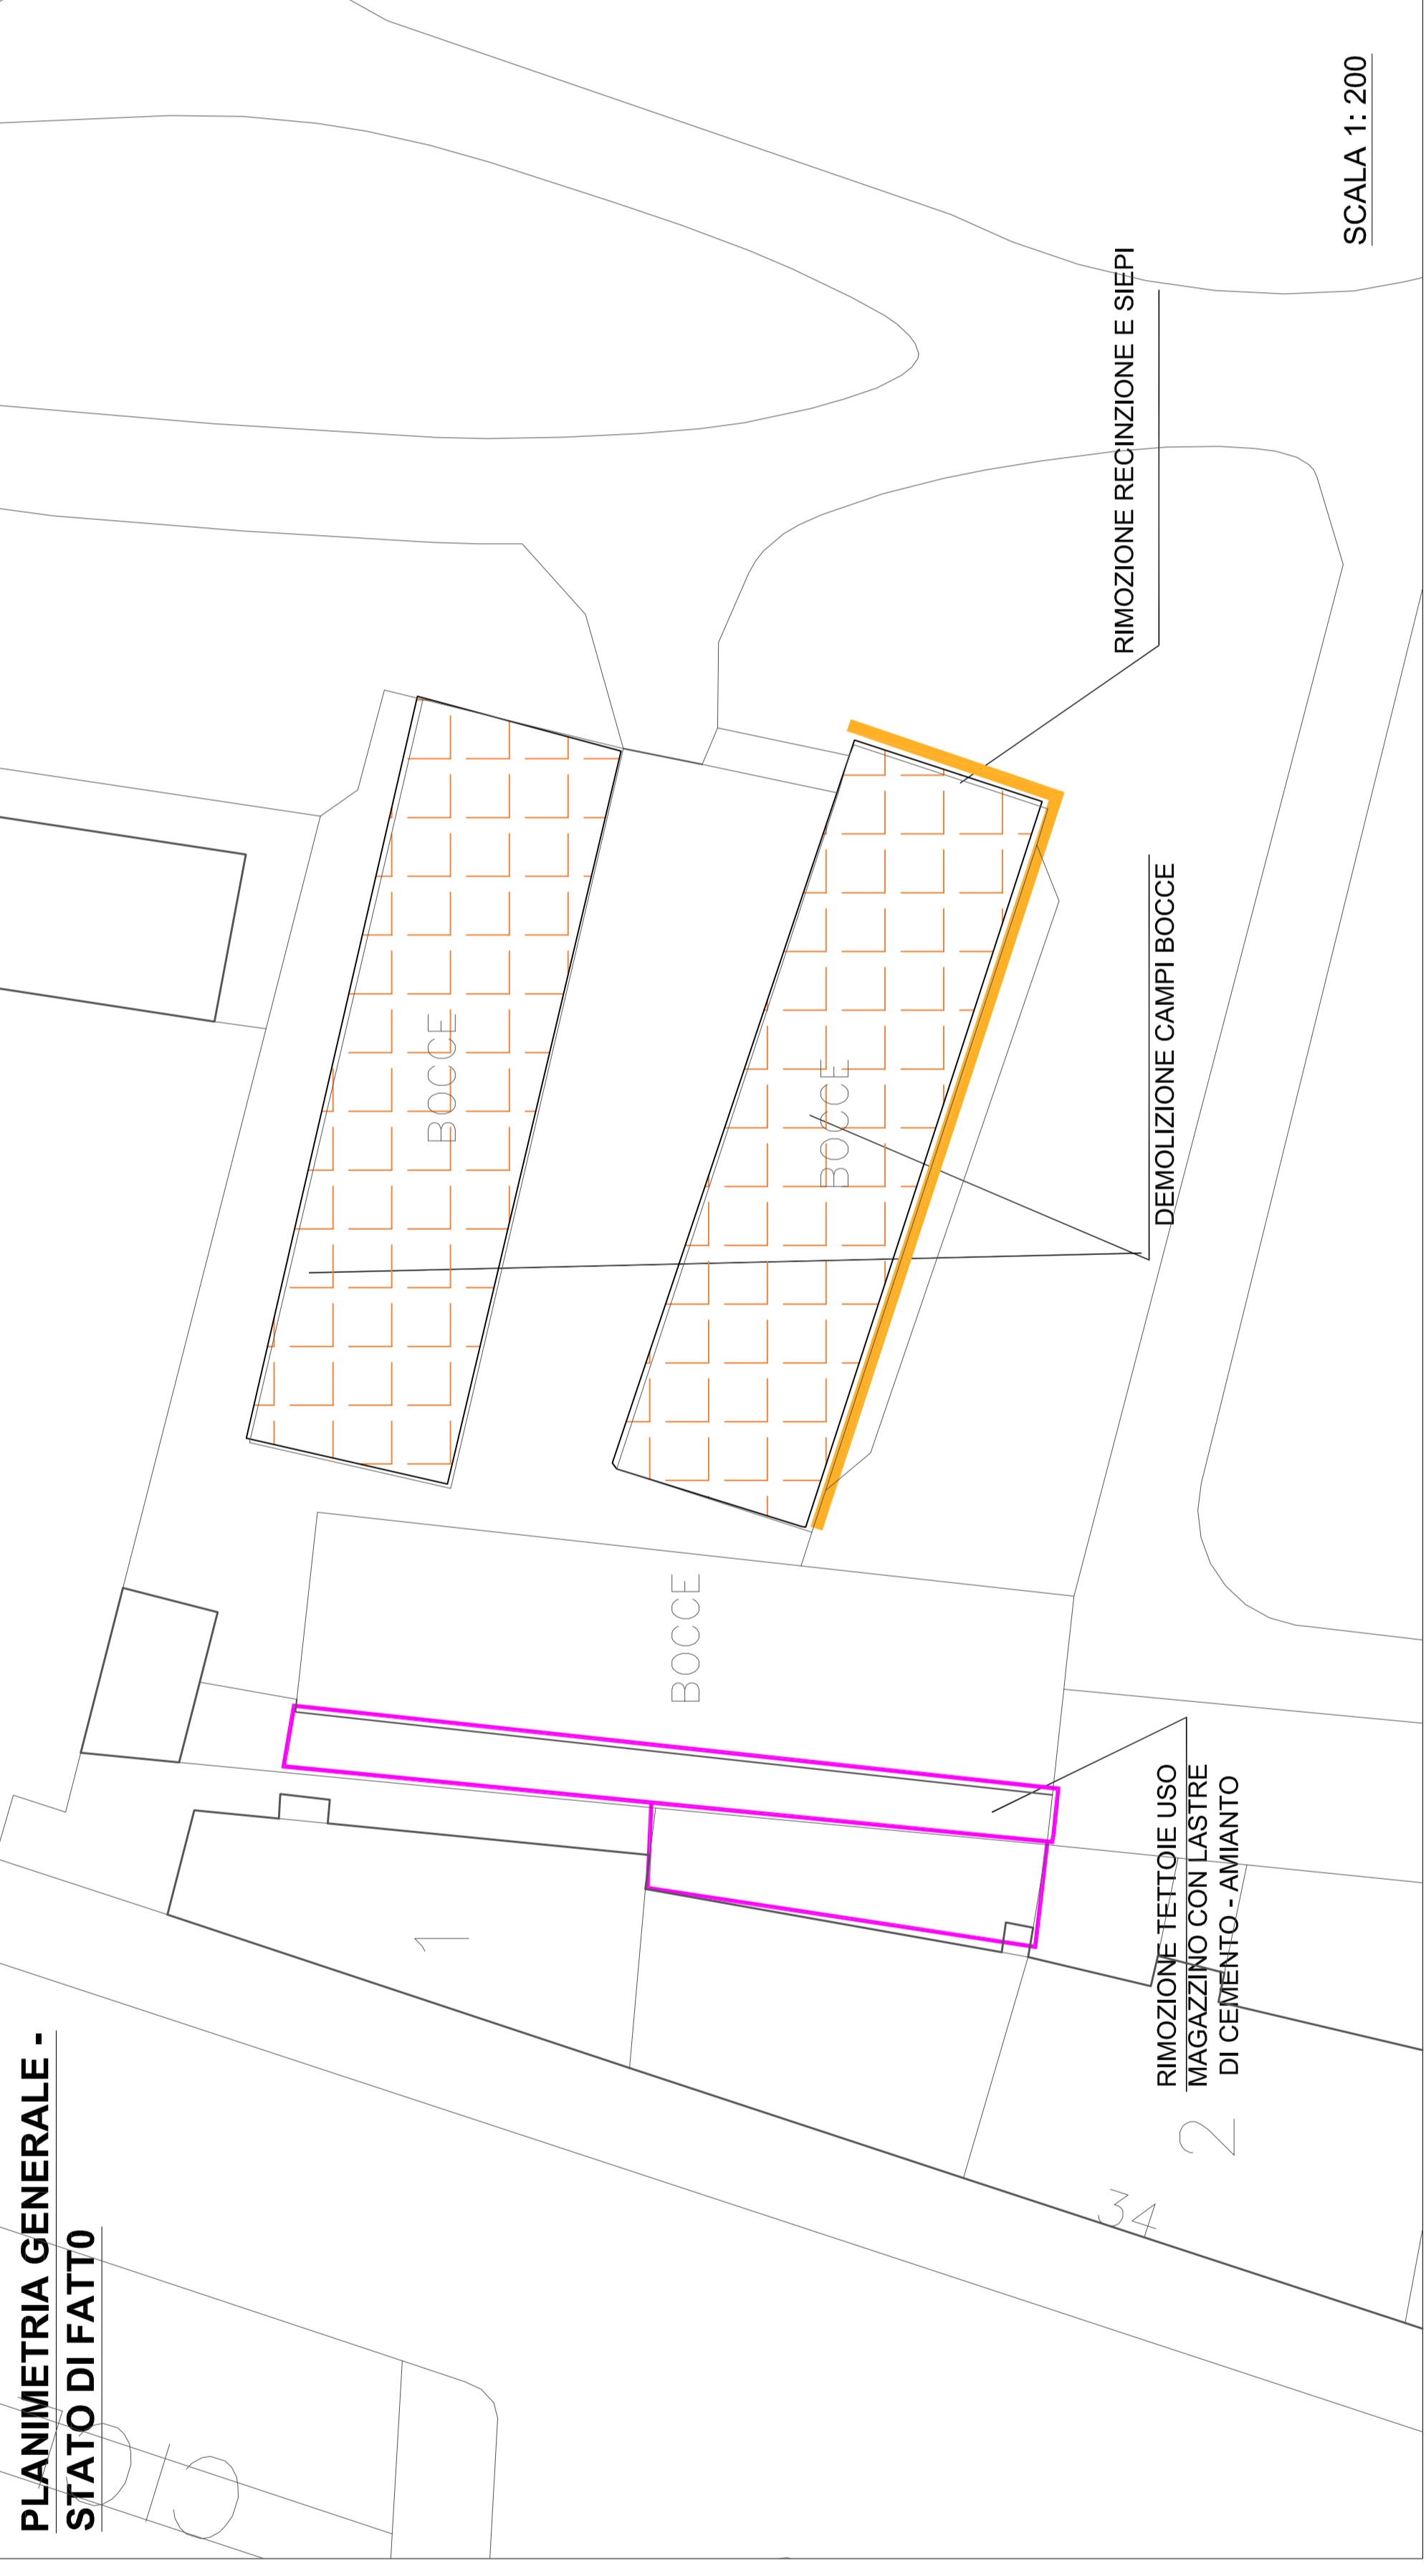 PLANIMETRIA GENERALE -
STATO DI FATT0
SCALA 1: 200
RIMOZIONE RECINZIONE E SIEPI
DEMOLIZIONE CAMPI BOCCE
BOCCE
BOCCE
BOCCE
RIMOZIONE TETTOIE USO
MAGAZZINO CON LASTRE
DI CEMENTO - AMIANTO
1
2
34